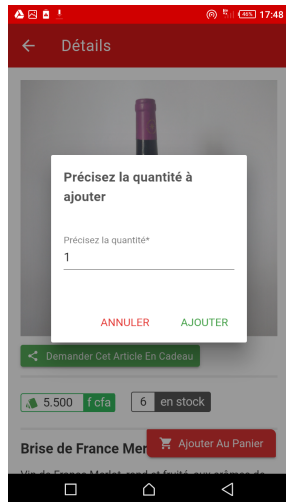 46% 17:48
Détails
Précisez la quantité à
ajouter
Précisez la quantité*
1
ANNULER AJOUTER
Demander Cet Article En Cadeau
5.500 f cfa 6 en stock
Brise de France Mer Ajouter Au Panier
Vin de France Merlot, rond et fruité, aux arômes de